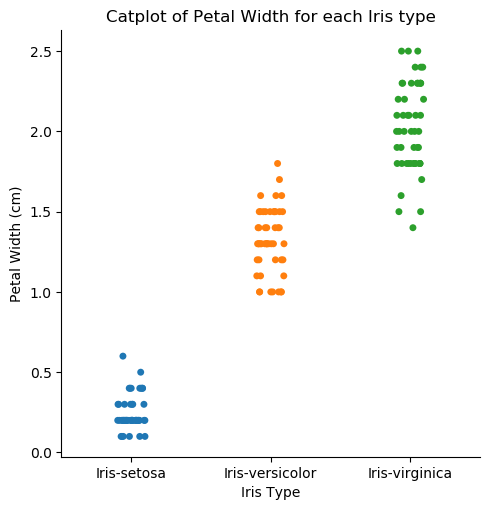 Catplot of Petal Width for each Iris type
2.5
2.0
1.5
1.0
0.5
0.0
Petal Width (cm)
Iris-setosa Iris-versicolor Iris-virginica
Iris Type